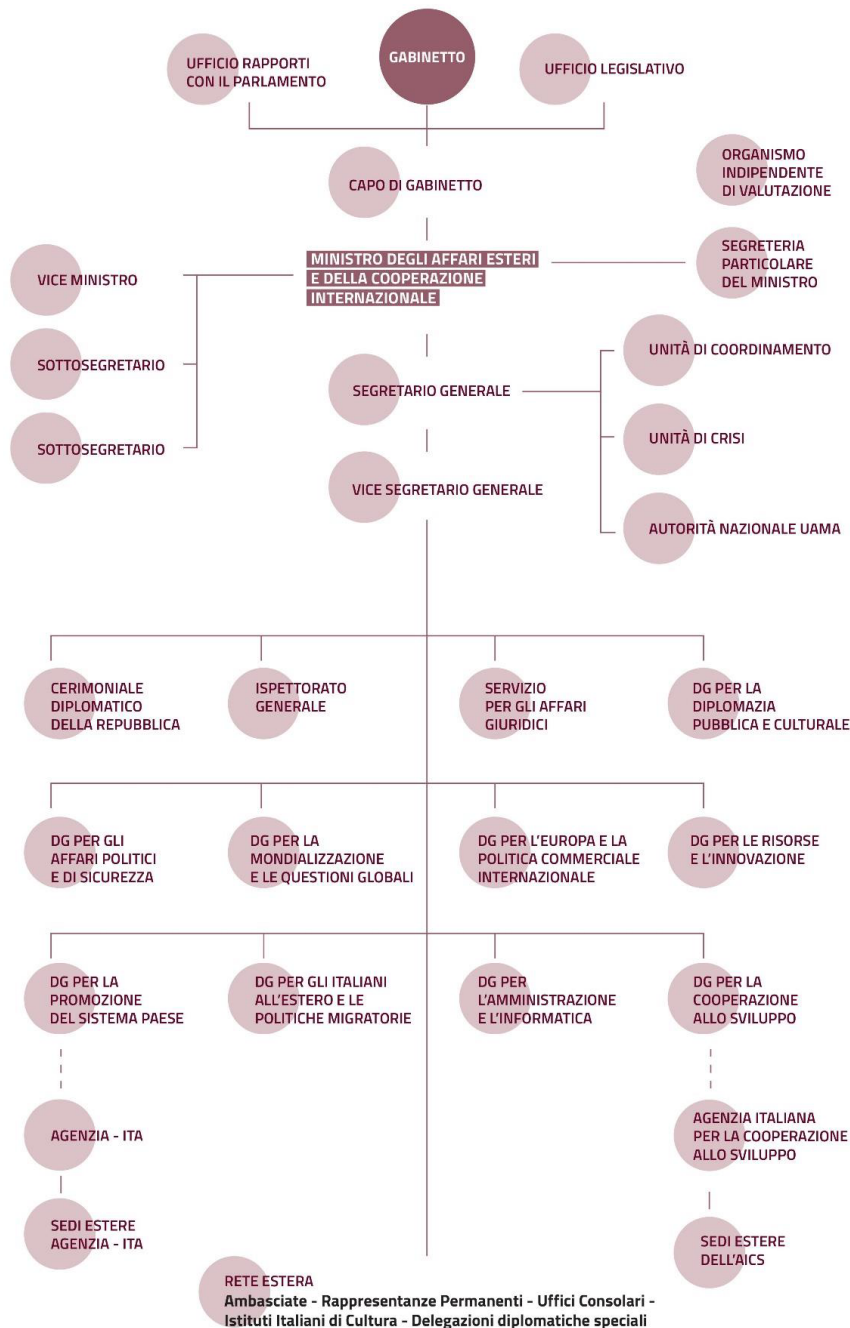 UFFICIO RAPPORTI
CON IL PARLAMENTO
GABINETTO
UFFICIO LEGISLATIVO
CAPO DI GABINETTO
ORGANISMO
INDIPENDENTE
DI VALUTAZIONE
MINISTRO DEGLI AFFARI ESTERI
E DELLA COOPERAZIONE
INTERNAZIONALE
SEGRETERIA
PARTICOLARE
DEL MINISTRO
VICE MINISTRO
SOTTOSEGRETARIO
SOTTOSEGRETARIO
SEGRETARIO GENERALE
UNITÀ DI COORDINAMENTO
UNITÀ DI CRISI
AUTORITÀ NAZIONALE UAMA
VICE SEGRETARIO GENERALE
CERIMONIALE
DIPLOMATICO
DELLA REPUBBLICA
ISPETTORATO
GENERALE
SERVIZIO
PER GLI AFFARI
GIURIDICI
DG PER LA
DIPLOMAZIA
PUBBLICA E CULTURALE
DG PER GLI
AFFARI POLITICI
E DI SICUREZZA
DG PER LA
MONDIALIZZAZIONE
E LE QUESTIONI GLOBALI
DG PER L'EUROPA E LA
POLITICA COMMERCIALE
INTERNAZIONALE
DG PER LE RISORSE
E L'INNOVAZIONE
DG PER LA
PROMOZIONE
DEL SISTEMA PAESE
DG PER GLI ITALIANI
ALL'ESTERO E LE
POLITICHE MIGRATORIE
DG PER
L'AMMINISTRAZIONE
E L'INFORMATICA
DG PER LA
COOPERAZIONE
ALLO SVILUPPO
AGENZIA - ITA
AGENZIA ITALIANA
PER LA COOPERAZIONE
ALLO SVILUPPO
SEDI ESTERE
AGENZIA - ITA
SEDI ESTERE
DELL'AICS
RETE ESTERA
Ambasciate - Rappresentanze Permanenti - Uffici Consolari -
Istituti Italiani di Cultura - Delegazioni diplomatiche speciali